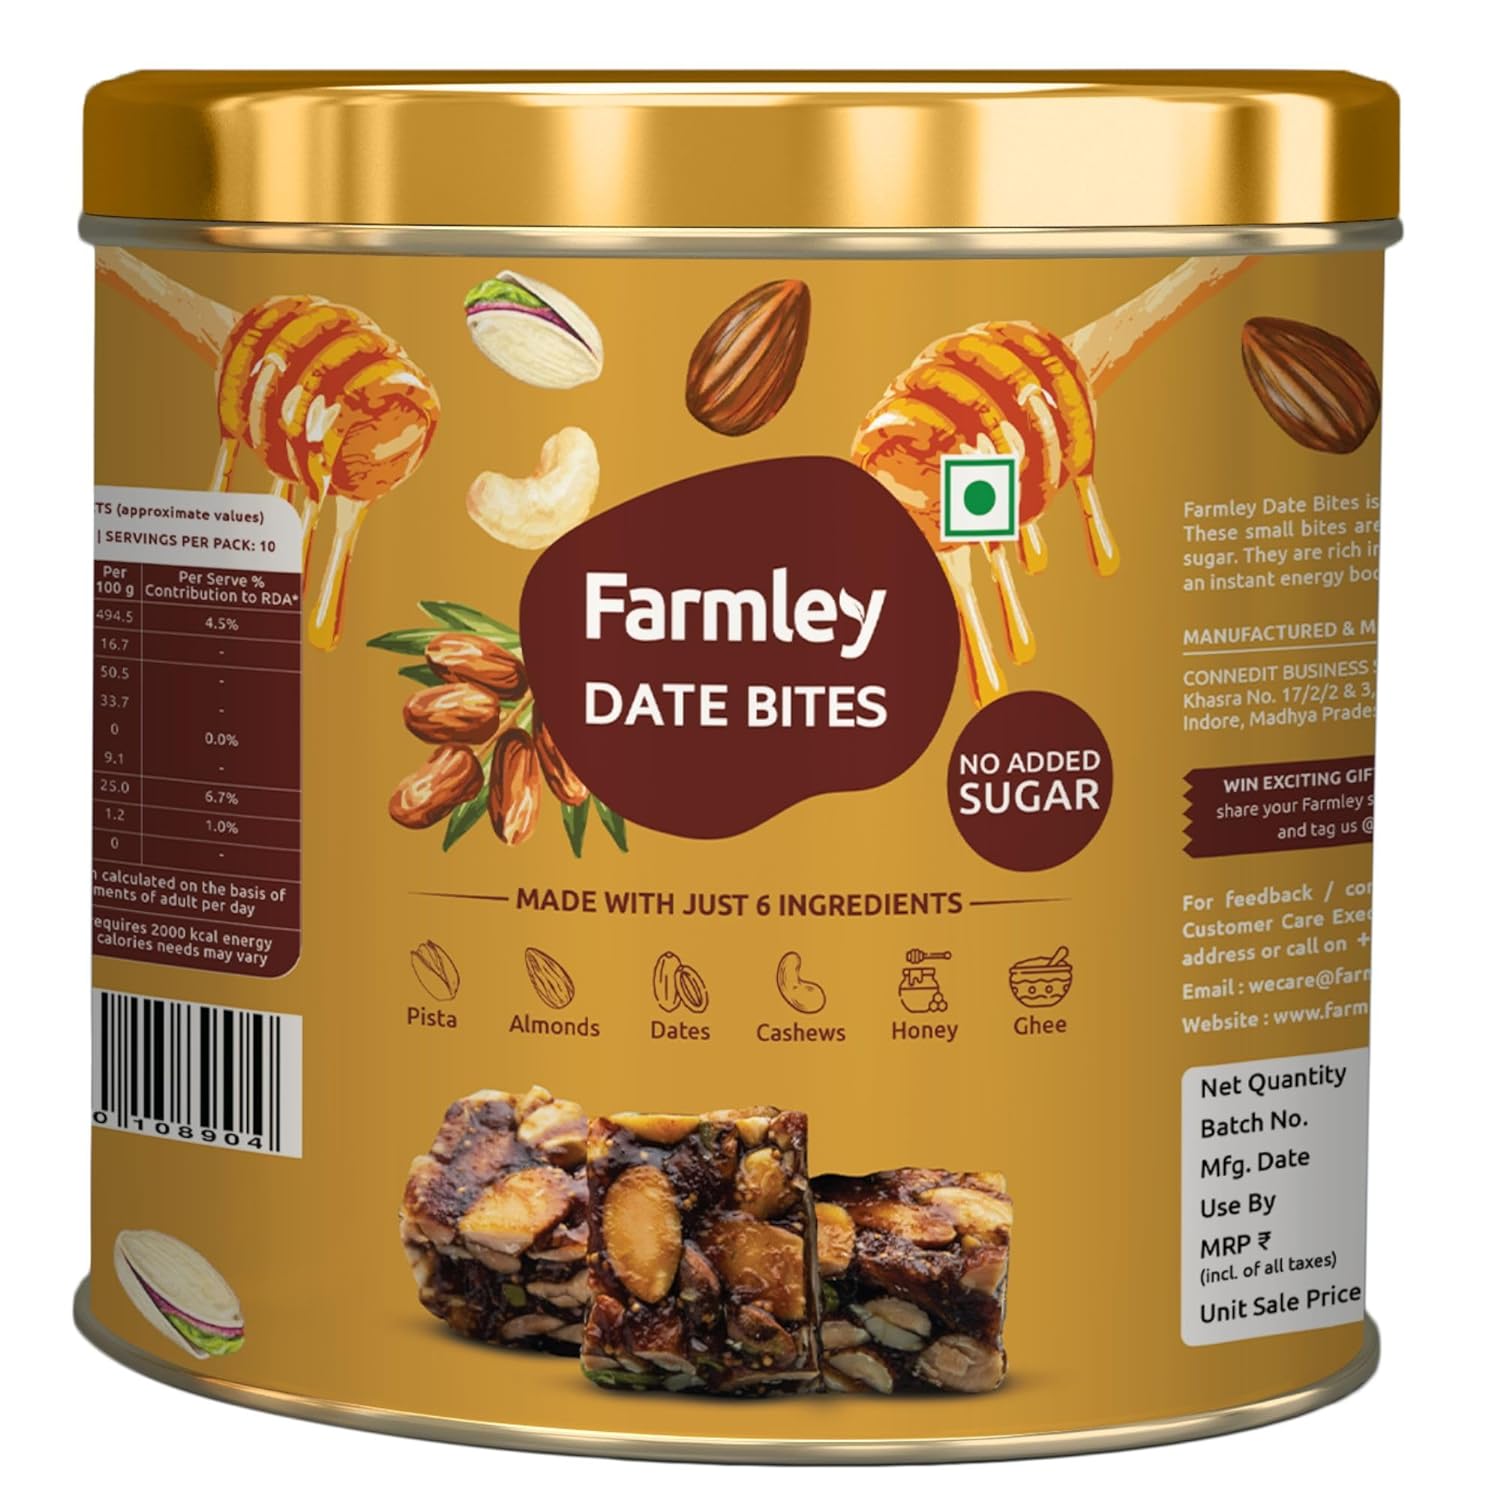 Farmley
DATE BITES
NO ADDED
SUGAR
MADE WITH JUST 6 INGREDIENTS
Pista
Almonds
Dates
Cashews
Honey
Ghee
(approximate values)
| SERVINGS PER PACK: 10
Per
100 g
Per Serve %
Contribution to RDA*
494.5 4.5%
16.7 -
50.5 -
33.7 -
0 0.0%
9.1 -
25.0 6.7%
1.2 1.0%
0 -
calculated on the basis of
of adult per day
2000 kcal energy
calories needs may vary
0 108904
Farmley Date Bites is
These small bites are
sugar. They are rich
an instant energy
MANUFACTURED &
CONNEDIT BUSINESS
Khasra No. 17/2/2 & 3,
Indore, Madhya
WIN EXCITING
share your Farmley
and tag us @
For feedback /
Customer Care
address or call on +
Email : wecare@farm
Website : www.farm
Net Quantity
Batch No.
Mfg. Date
Use By
MRP ₹
(incl. of all taxes)
Unit Sale Price